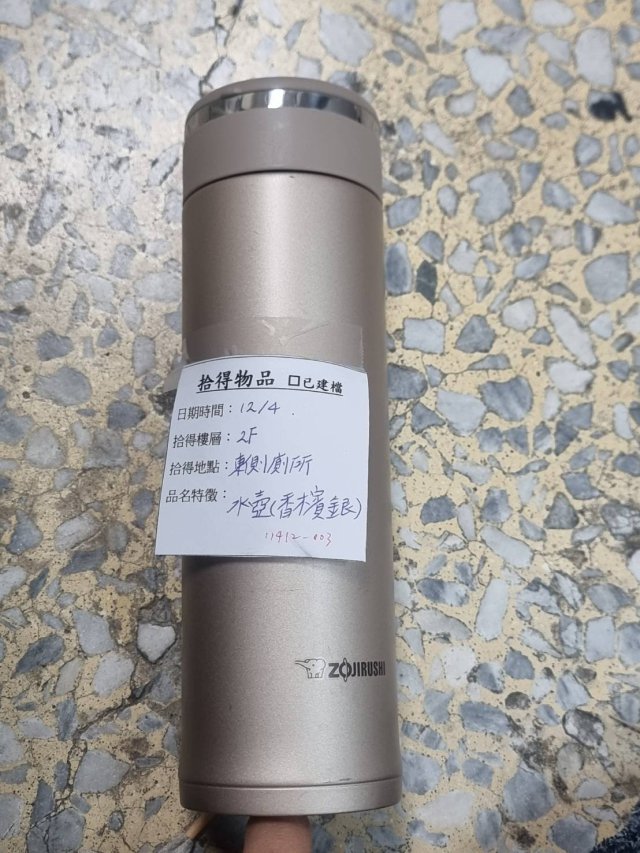 拾得物品 □已建檔
日期時間：12/4.
拾得樓層：2F
拾得地點：東側廁所
品名特徵：水壺(香檳銀)
11412-003
ZOJIRUSHI